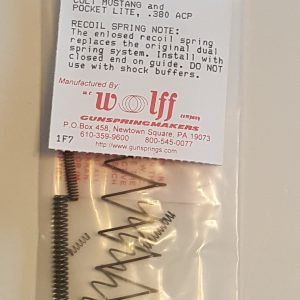 COLT MUSTANG and
POCKET LITE, .380 ACP
RECOIL SPRING NOTE:
The enlosed recoil spring
replaces the original dual
spring system. Install with
closed end on guide. DO NOT
use with shock buffers.
Manufactured By:
W.C.
wolff
company
GUNSPRINGMAKERS
P.O.Box 458, Newtown Square, PA 19073
610-359-9600 800-545-0077
1F7
http://www.gunsprings.com